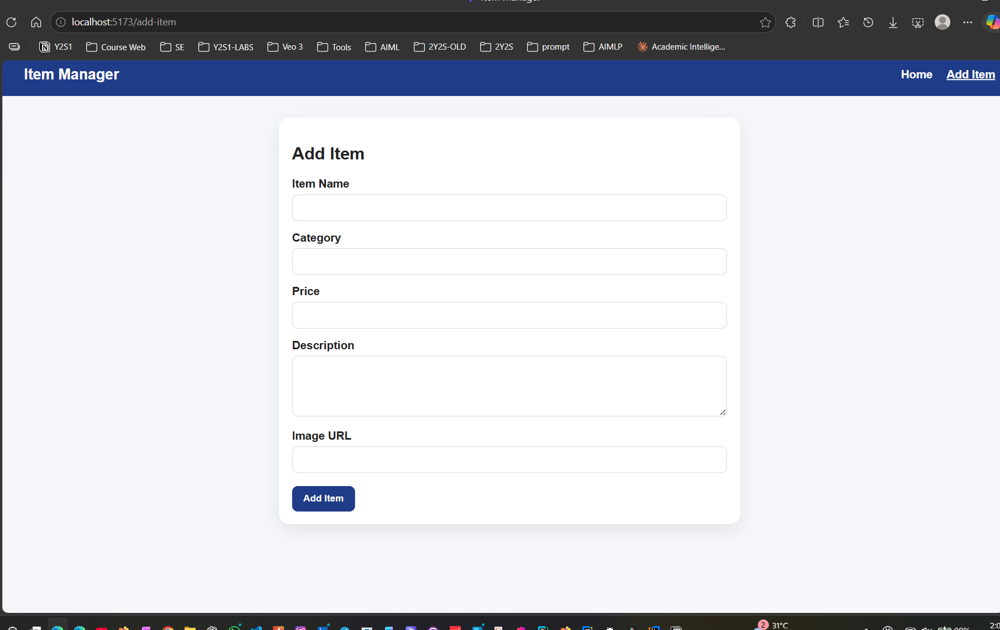 localhost:5173/add-item
Y2S1 Course Web SE Y2S1-LABS Veo 3 Tools AIML 2Y2S-OLD 2Y2S prompt AIMLP Academic Intellige...
Item Manager Home Add Item
Add Item
Item Name
Category
Price
Description
Image URL
Add Item
2 31°C